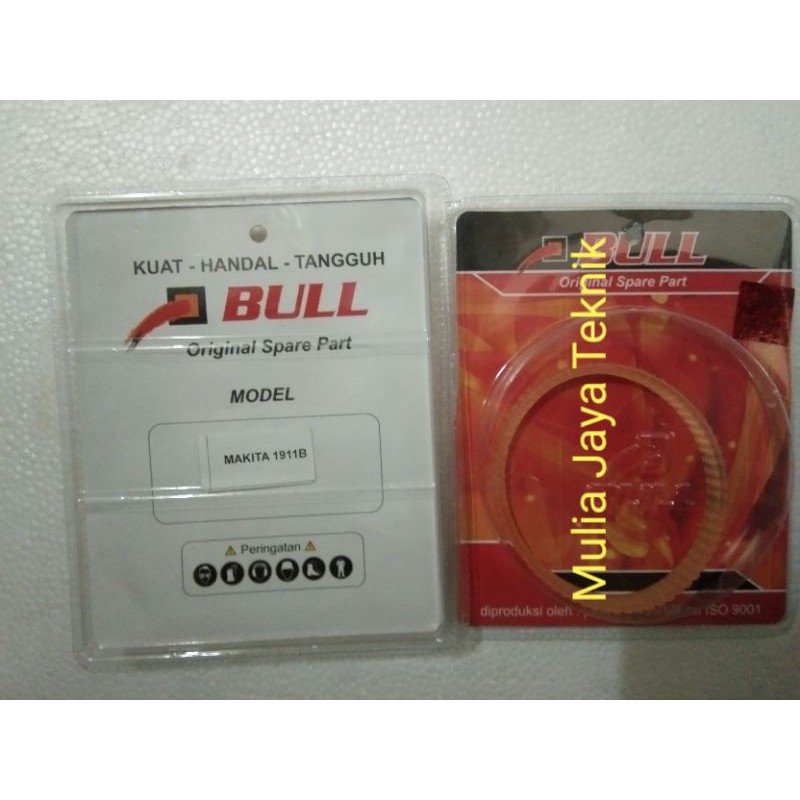 KUAT - HANDAL - TANGGUH
BULL
Original Spare Part
MODEL
MAKITA 1911B
Peringatan
BULL
Original Spare Part
diproduksi oleh :
ISO 9001
Mulia Jaya Teknik